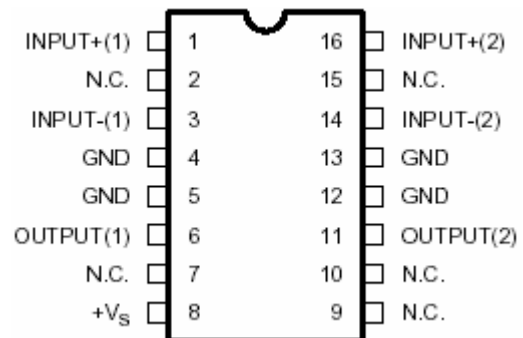 INPUT+(1) 1 16 INPUT+(2)
N.C. 2 15 N.C.
INPUT-(1) 3 14 INPUT-(2)
GND 4 13 GND
GND 5 12 GND
OUTPUT(1) 6 11 OUTPUT(2)
N.C. 7 10 N.C.
+VS 8 9 N.C.